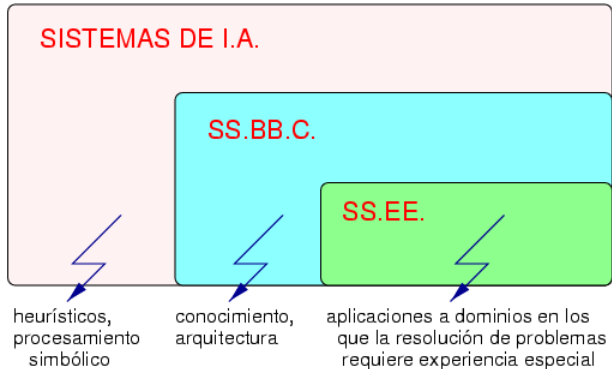 SISTEMAS DE I.A.
SS.BB.C.
SS.EE.
heurísticos,
procesamiento
simbólico
conocimiento,
arquitectura
aplicaciones a dominios en los
que la resolución de problemas
requiere experiencia especial